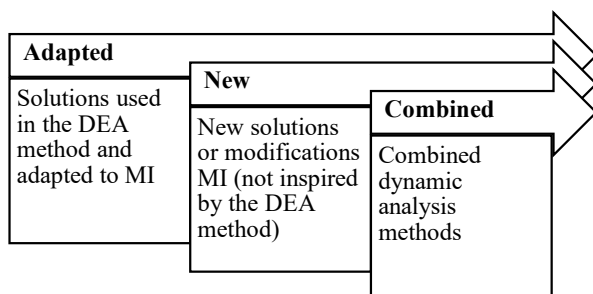 Adapted
Solutions used
in the DEA
method and
adapted to MI
New
New solutions
or modifications
MI (not inspired
by the DEA
method)
Combined
Combined
dynamic
analysis
methods